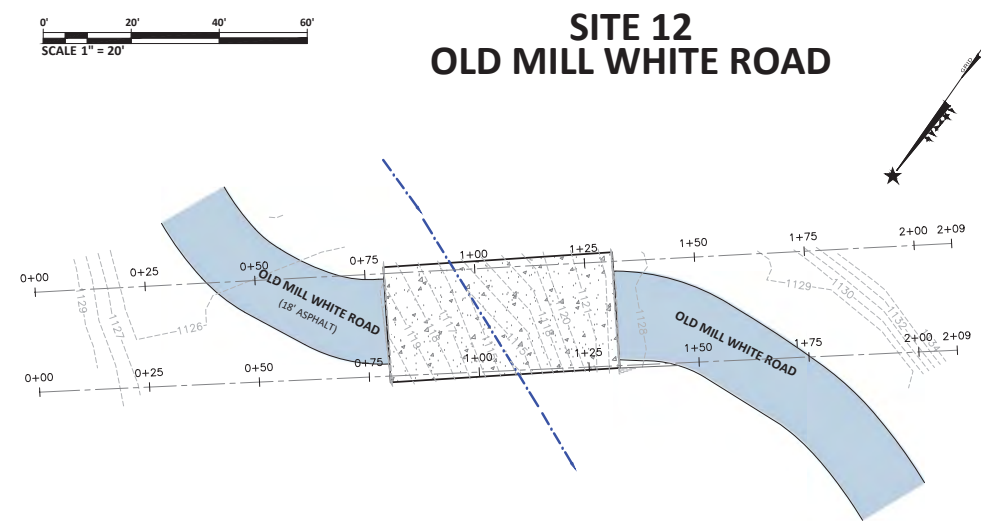 0' 20' 40' 60'
SCALE 1" = 20'
SITE 12
OLD MILL WHITE ROAD
GRID
0+00 0+25 0+50 0+75 1+00 1+25 1+50 1+75 2+00 2+09
OLD MILL WHITE ROAD
(18' ASPHALT)
OLD MILL WHITE ROAD
1129
1127
1126
1128
1129
1130
1132
0+00 0+25 0+50 0+75 1+00 1+25 1+50 1+75 2+00 2+09